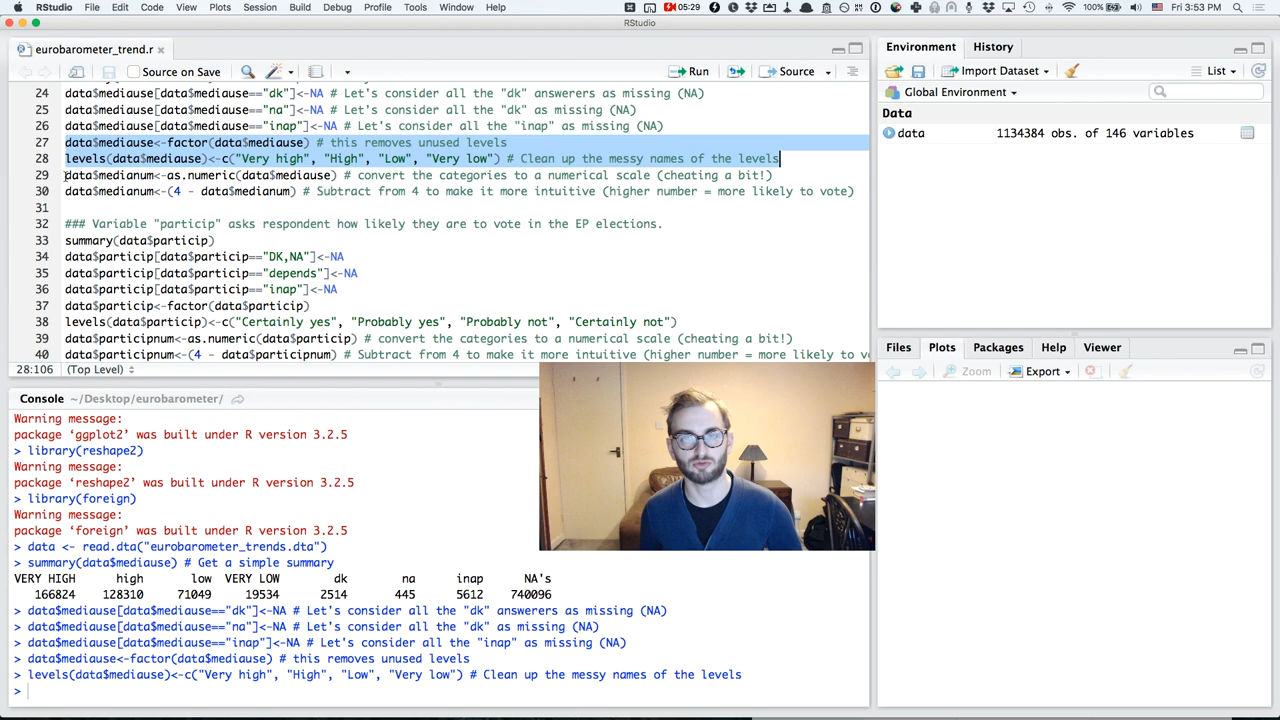 RStudio File Edit Code View Plots Session Build Debug Profile Tools Window Help 05:29 100% Fri 3:53 PM
RStudio
eurobarometer_trend.r
Source on Save Run Source
24 data$mediause[data$mediause=="dk"]<-NA # Let's consider all the "dk" answerers as missing (NA)
25 data$mediause[data$mediause=="na"]<-NA # Let's consider all the "dk" as missing (NA)
26 data$mediause[data$mediause=="inap"]<-NA # Let's consider all the "inap" as missing (NA)
27 data$mediause<-factor(data$mediause) # this removes unused levels
28 levels(data$mediause)<-c("Very high", "High", "Low", "Very low") # Clean up the messy names of the levels
29 data$medianum<-as.numeric(data$mediause) # convert the categories to a numerical scale (cheating a bit!)
30 data$medianum<-(4 - data$medianum) # Subtract from 4 to make it more intuitive (higher number = more likely to vote)
31
32 ### Variable "particip" asks respondent how likely they are to vote in the EP elections.
33 summary(data$particip)
34 data$particip[data$particip=="DK,NA"]<-NA
35 data$particip[data$particip=="depends"]<-NA
36 data$particip[data$particip=="inap"]<-NA
37 data$particip<-factor(data$particip)
38 levels(data$particip)<-c("Certainly yes", "Probably yes", "Probably not", "Certainly not")
39 data$participnum<-as.numeric(data$particip) # convert the categories to a numerical scale (cheating a bit!)
40 data$participnum<-(4 - data$participnum) # Subtract from 4 to make it more intuitive (higher number = more likely to vo
28:106 (Top Level)
Console ~/Desktop/eurobarometer/
Warning message:
package ‘ggplot2’ was built under R version 3.2.5
> library(reshape2)
Warning message:
package ‘reshape2’ was built under R version 3.2.5
> library(foreign)
Warning message:
package ‘foreign’ was built under R version 3.2.5
> data <- read.dta("eurobarometer_trends.dta")
> summary(data$mediause) # Get a simple summary
VERY HIGH high low VERY LOW dk na inap NA's
166824 128310 71049 19534 2514 445 5612 740096
> data$mediause[data$mediause=="dk"]<-NA # Let's consider all the "dk" answerers as missing (NA)
> data$mediause[data$mediause=="na"]<-NA # Let's consider all the "dk" as missing (NA)
> data$mediause[data$mediause=="inap"]<-NA # Let's consider all the "inap" as missing (NA)
> data$mediause<-factor(data$mediause) # this removes unused levels
> levels(data$mediause)<-c("Very high", "High", "Low", "Very low") # Clean up the messy names of the levels
>
Environment History
Import Dataset List
Global Environment
Data
data 1134384 obs. of 146 variables
Files Plots Packages Help Viewer
Zoom Export